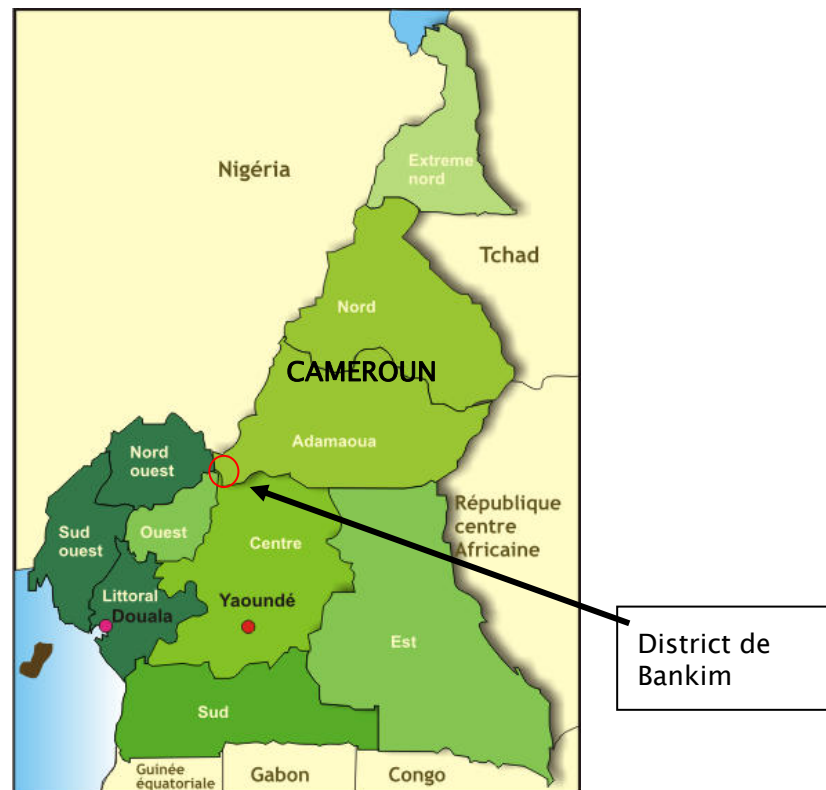 Nigéria
Extreme
nord
Tchad
Nord
CAMEROUN
Adamaoua
Nord
ouest
République
centre
Africaine
Sud
ouest
Ouest
Centre
Littoral
Douala
Yaoundé
Est
District de
Bankim
Sud
Guinée
équatoriale
Gabon
Congo